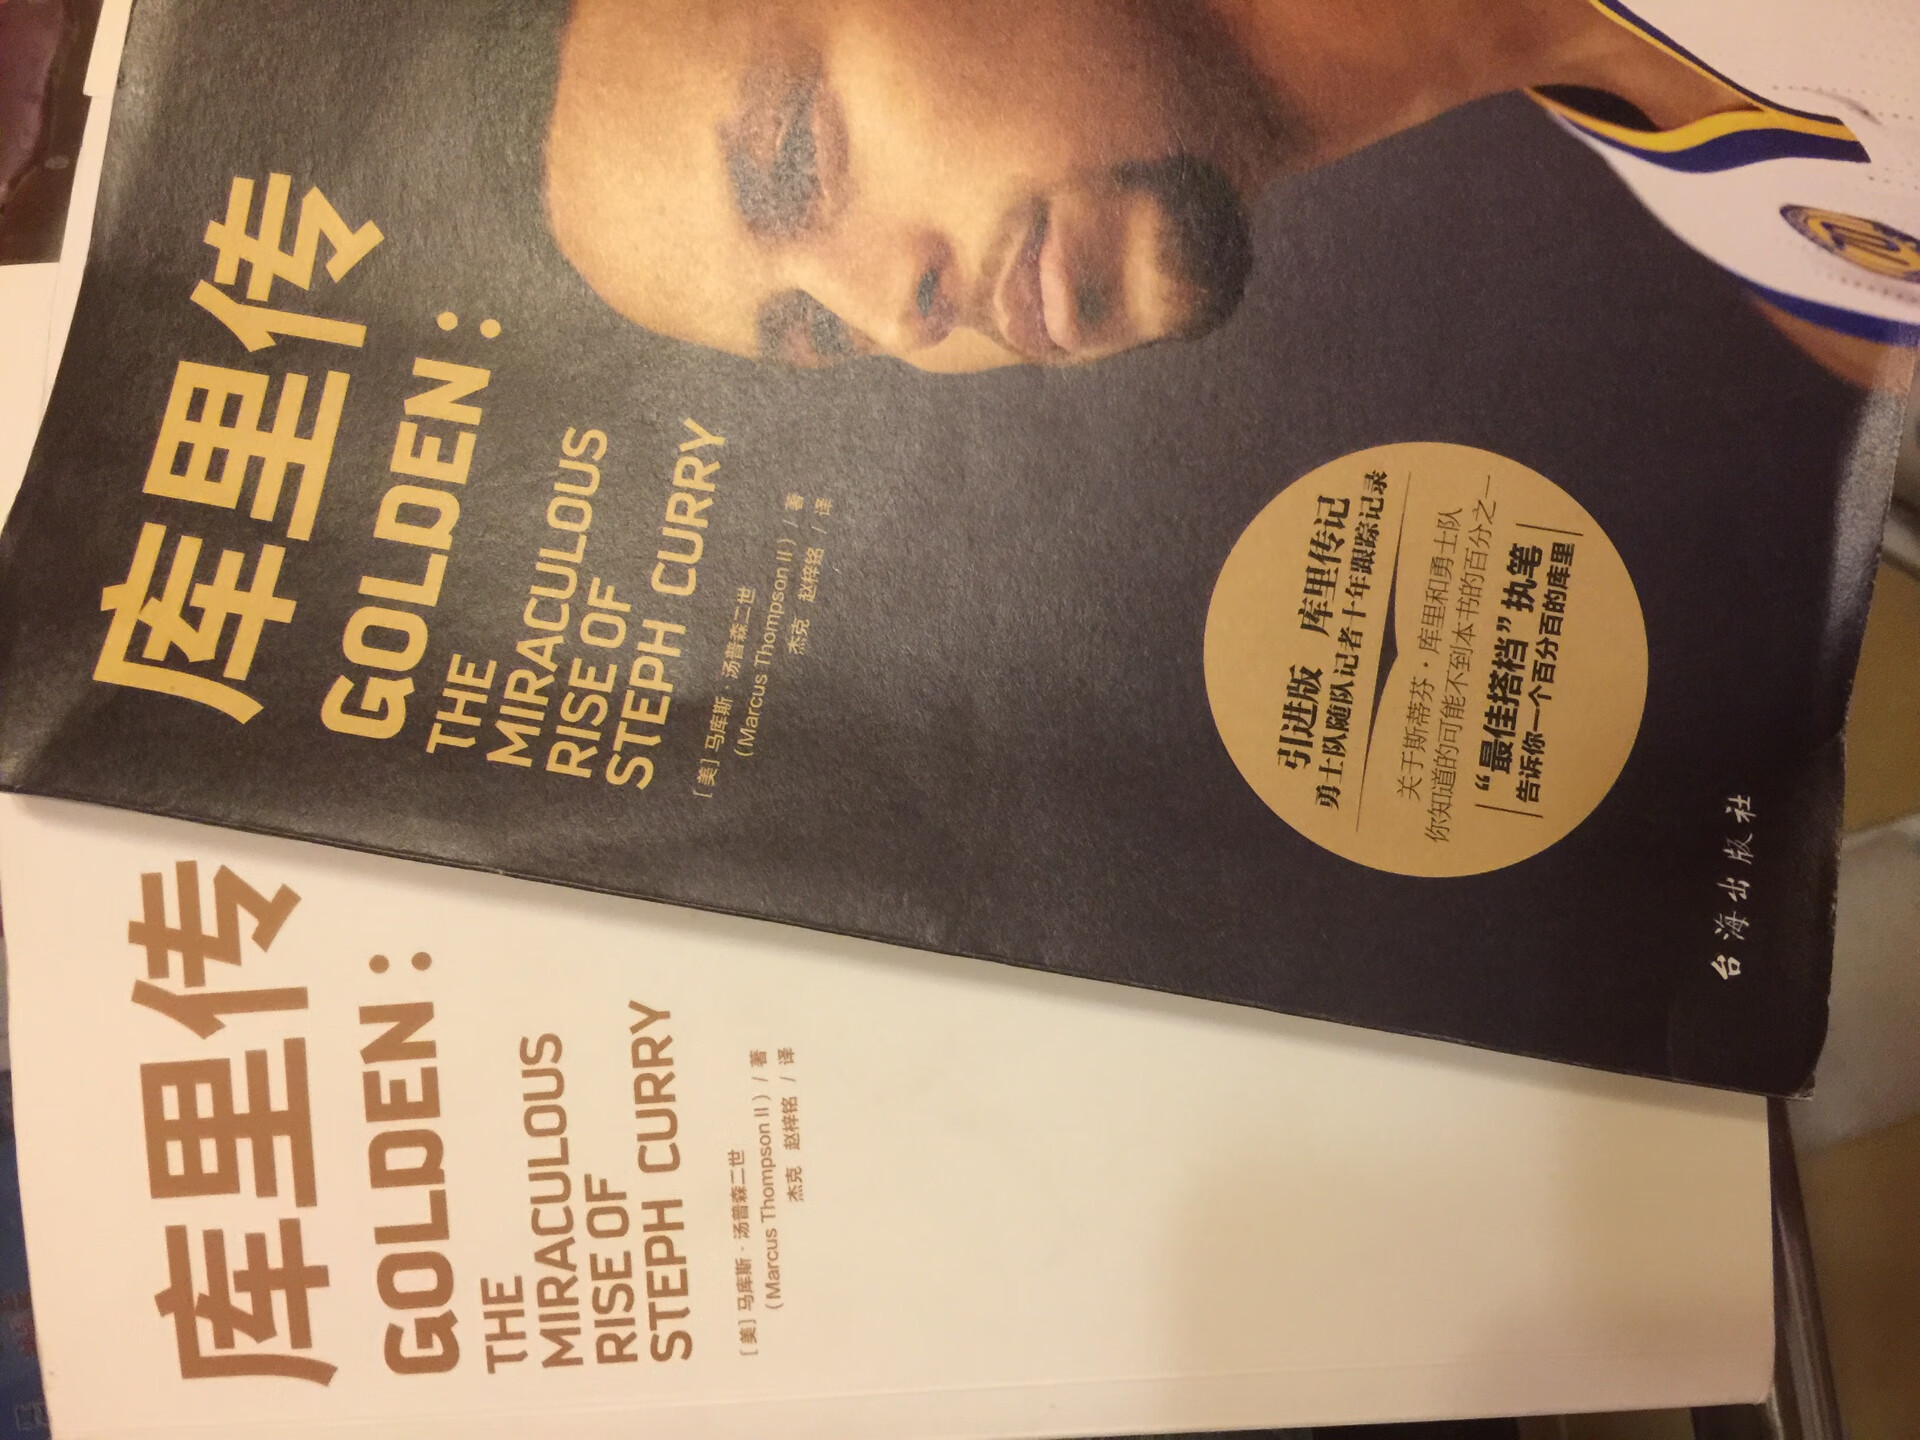 库里传
GOLDEN:
THE
MIRACULOUS
RISE OF
STEPH CURRY
[美] 马库斯·汤普森二世
(Marcus Thompson II) / 著
杰克 赵梓铭 / 译
引进版 库里传记
勇士队随队记者十年跟踪记录
关于斯蒂芬·库里和勇士队
你知道的可能不到本书的百分之一
“最佳搭档”执笔
告诉你一个百分百的库里
台海出版社
库里传
GOLDEN:
THE
MIRACULOUS
RISE OF
STEPH CURRY
[美] 马库斯·汤普森二世
(Marcus Thompson II) / 著
杰克 赵梓铭 / 译